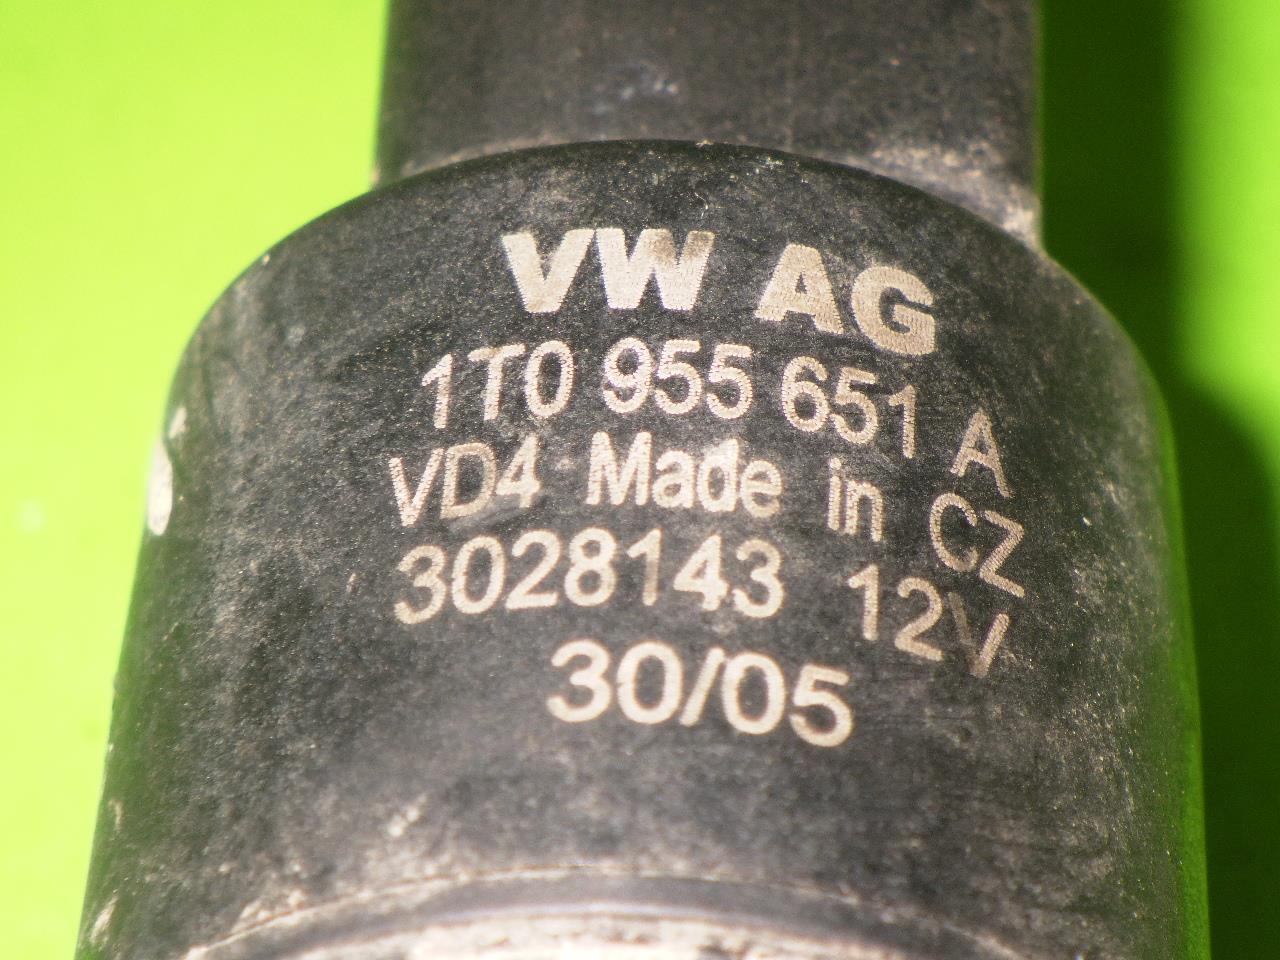 VW AG
1T0 955 651 A
VD4 Made in CZ
3028143 12V
30/05